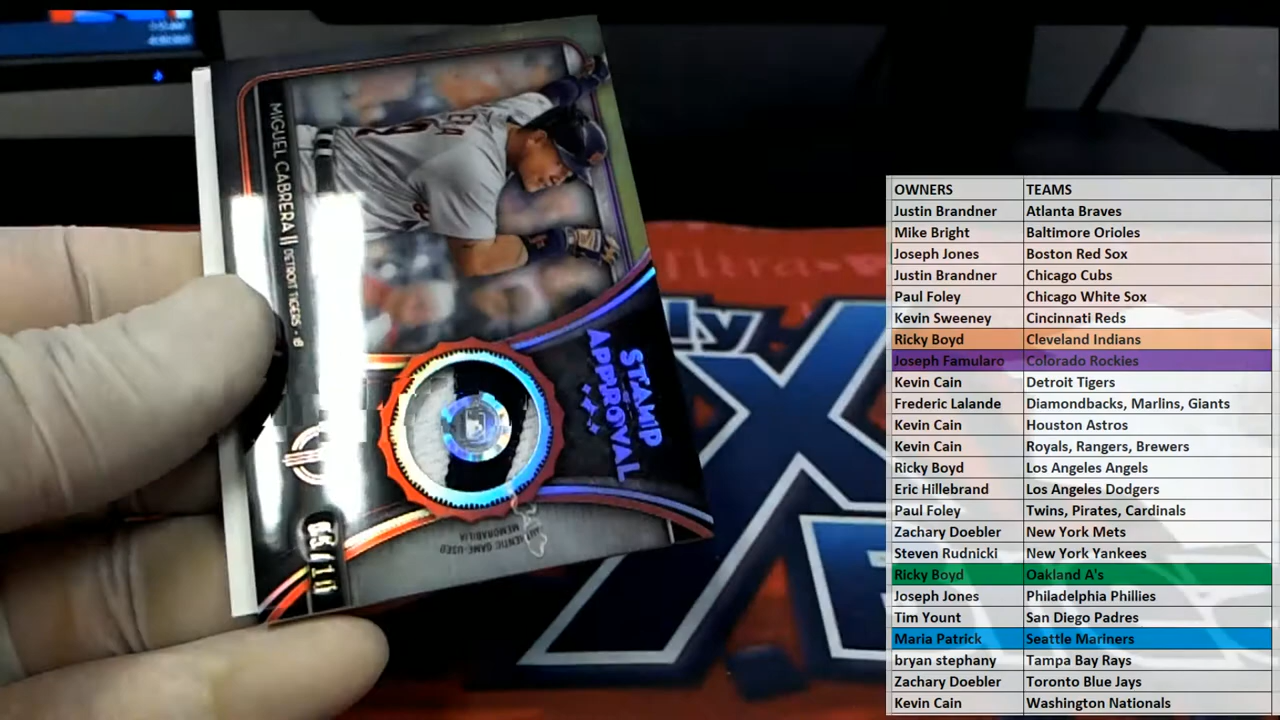 MIGUEL CABRERA || DETROIT TIGERS
STAMP
APPROVAL
AUTHENTIC GAME-USED
MEMORABILIA
OWNERS TEAMS
Justin Brandner Atlanta Braves
Mike Bright Baltimore Orioles
Joseph Jones Boston Red Sox
Justin Brandner Chicago Cubs
Paul Foley Chicago White Sox
Kevin Sweeney Cincinnati Reds
Ricky Boyd Cleveland Indians
Joseph Famularo Colorado Rockies
Kevin Cain Detroit Tigers
Frederic Lalande Diamondbacks, Marlins, Giants
Kevin Cain Houston Astros
Kevin Cain Royals, Rangers, Brewers
Ricky Boyd Los Angeles Angels
Eric Hillebrand Los Angeles Dodgers
Paul Foley Twins, Pirates, Cardinals
Zachary Doebler New York Mets
Steven Rudnicki New York Yankees
Ricky Boyd Oakland A's
Joseph Jones Philadelphia Phillies
Tim Yount San Diego Padres
Maria Patrick Seattle Mariners
bryan stephany Tampa Bay Rays
Zachary Doebler Toronto Blue Jays
Kevin Cain Washington Nationals